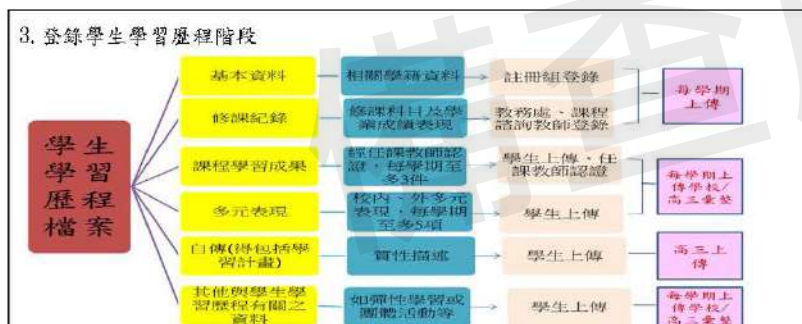 3. 登錄學生學習歷程階段
學生
學習
歷程
檔案
基本資料
相關學籍資料
註冊組登錄
每學期
上傳
修課紀錄
修課科目及學
業成績表現
教務處、課程
諮詢教師登錄
課程學習成果
經任課教師認
證，每學期至
多3件
學生上傳、任
課教師認證
每學期上
傳學校/
高三彙整
多元表現
校內、外多元
表現，每學期
至多5項
學生上傳
自傳(得包括學
習計畫)
質性描述
學生上傳
高三上
傳
其他與學生學
習歷程有關之
資料
如彈性學習或
團體活動等
學生上傳
每學期上
傳學校/
高三彙整
備查